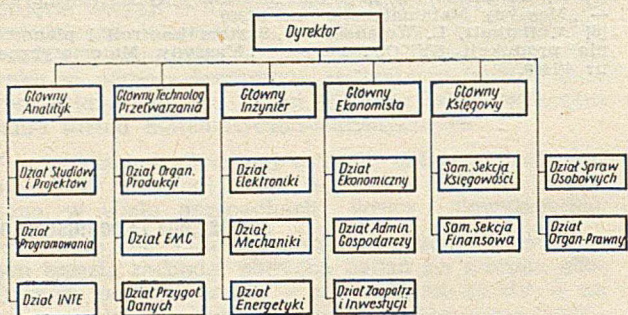 Dyrektor
Główny
Analityk
Główny Technolog
Przetwarzania
Główny
Inżynier
Główny
Ekonomista
Główny
Księgowy
Dział Studiów
i Projektów
Dział Organ.
Produkcji
Dział
Elektroniki
Dział
Ekonomiczny
Sam. Sekcja
Księgowości
Dział Spraw
Osobowych
Dział
Programowania
Dział EMC
Dział
Mechaniki
Dział Admin
Gospodarczy
Sam. Sekcja
Finansowa
Dział
Organ-Prawny
Dział INTE
Dział Przygot
Danych
Dział
Energetyki
Dział Zaopatrz.
i Inwestycji